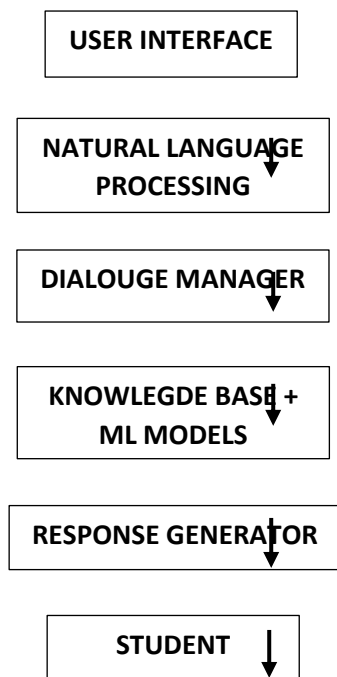 USER INTERFACE
NATURAL LANGUAGE
PROCESSING
DIALOUGE MANAGER
KNOWLEGDE BASE +
ML MODELS
RESPONSE GENERATOR
STUDENT